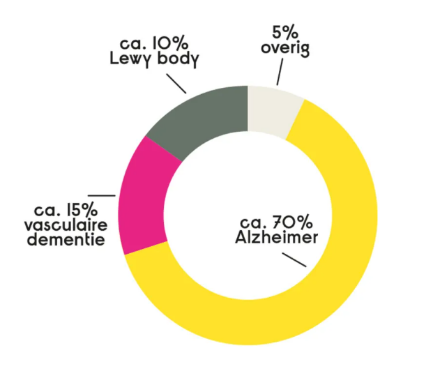 5%
overig
ca. 10%
Lewy body
ca. 15%
vasculaire
dementie
ca. 70%
Alzheimer